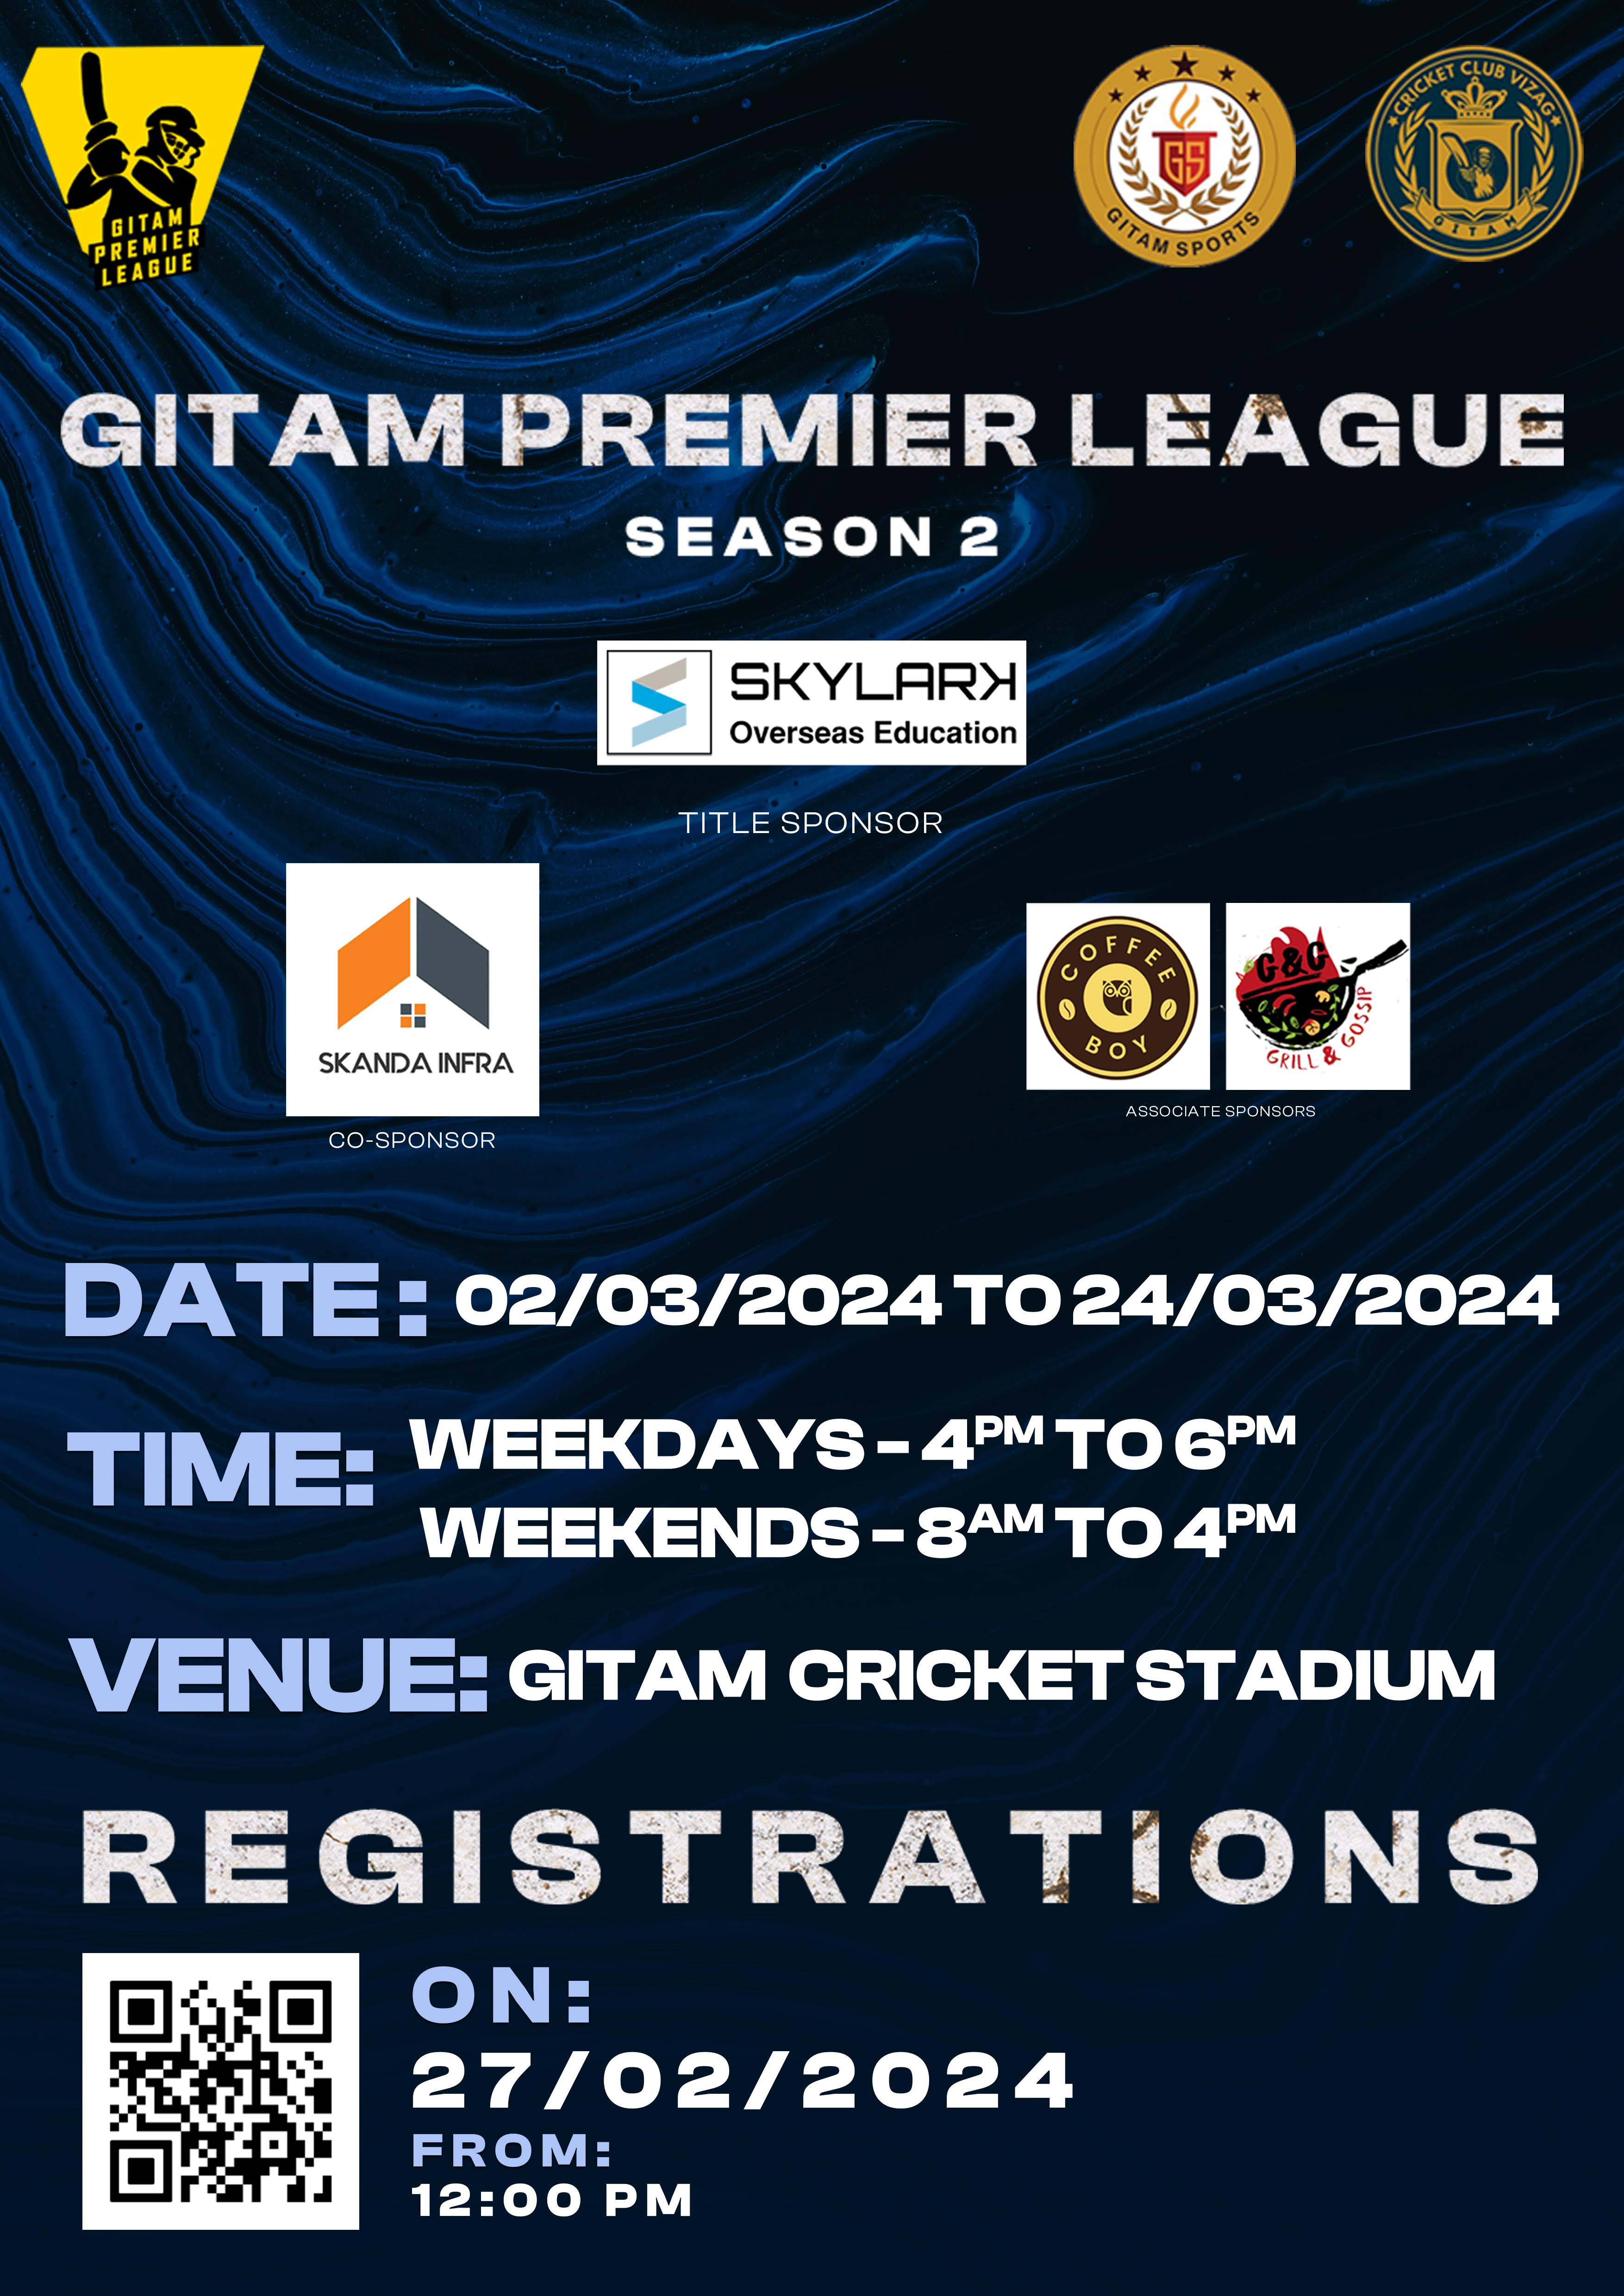 GITAM
PREMIER
LEAGUE
GS
GITAM SPORTS
CRICKET CLUB VIZAG
GITAM
GITAM PREMIER LEAGUE
SEASON 2
SKYLARK
Overseas Education
TITLE SPONSOR
SKANDA INFRA
CO-SPONSOR
COFFEE
BOY
G&G
GRILL & GOSSIP
ASSOCIATE SPONSORS
DATE: 02/03/2024 TO 24/03/2024
TIME: WEEKDAYS - 4PM TO 6PM
WEEKENDS - 8AM TO 4PM
VENUE: GITAM CRICKET STADIUM
REGISTRATIONS
ON:
27/02/2024
FROM:
12:00 PM